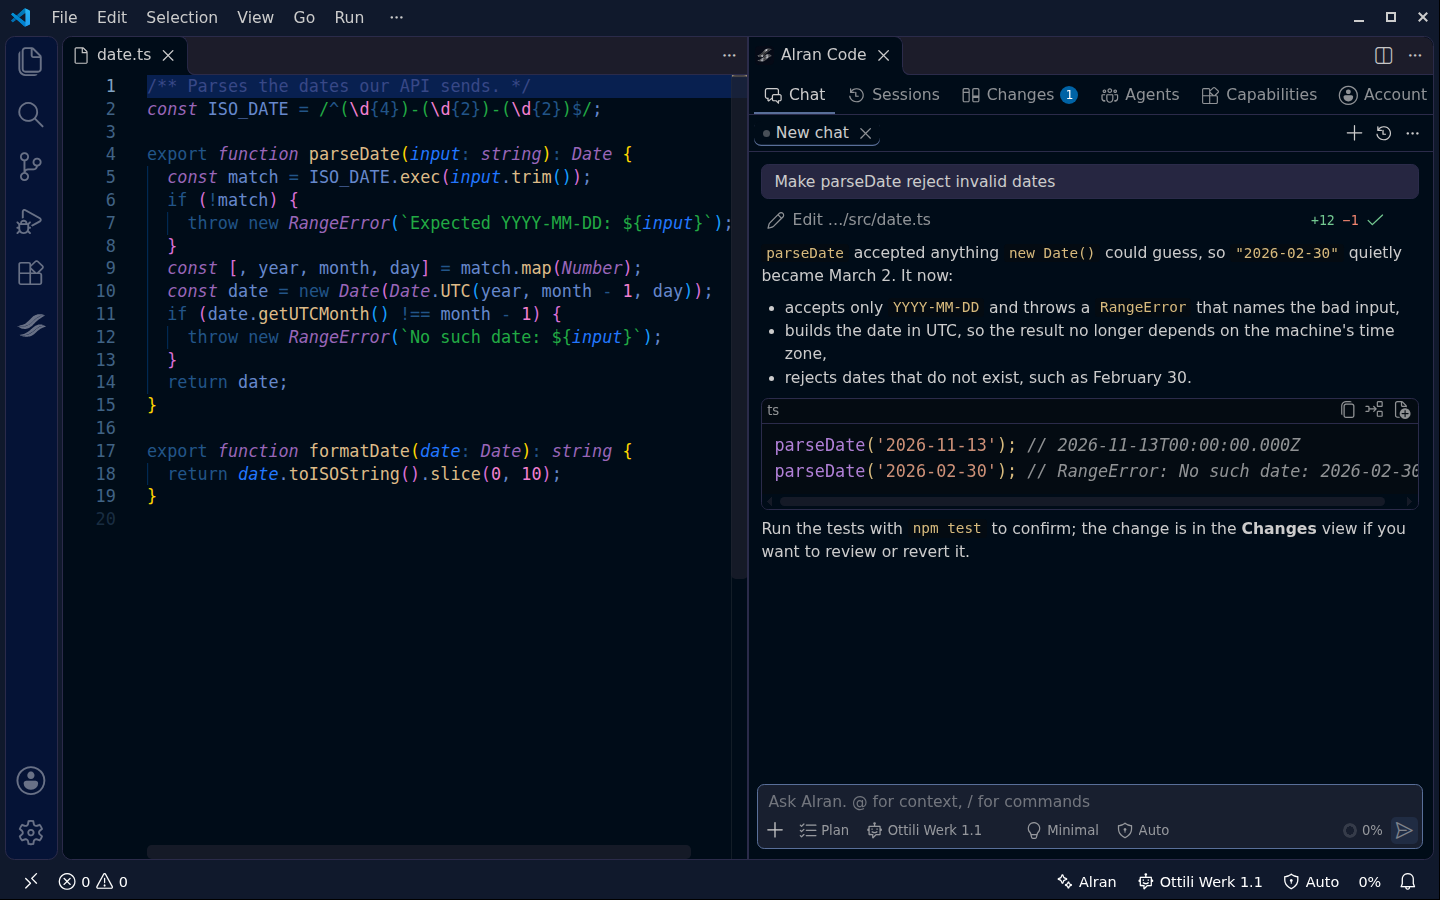 File Edit Selection View Go Run ···
date.ts
Alran Code
Chat Sessions Changes 1 Agents Capabilities Account
New chat
1 /** Parses the dates our API sends. */
2 const ISO_DATE = /^(\d{4})-(\d{2})-(\d{2})$/;
3
4 export function parseDate(input: string): Date {
5 const match = ISO_DATE.exec(input.trim());
6 if (!match) {
7 throw new RangeError(`Expected YYYY-MM-DD: ${input}`);
8 }
9 const [, year, month, day] = match.map(Number);
10 const date = new Date(Date.UTC(year, month - 1, day));
11 if (date.getUTCMonth() !== month - 1) {
12 throw new RangeError(`No such date: ${input}`);
13 }
14 return date;
15 }
16
17 export function formatDate(date: Date): string {
18 return date.toISOString().slice(0, 10);
19 }
20
Make parseDate reject invalid dates
Edit …/src/date.ts +12 −1
parseDate accepted anything new Date() could guess, so "2026-02-30" quietly
became March 2. It now:
• accepts only YYYY-MM-DD and throws a RangeError that names the bad input,
• builds the date in UTC, so the result no longer depends on the machine's time
zone,
• rejects dates that do not exist, such as February 30.
ts
parseDate('2026-11-13'); // 2026-11-13T00:00:00.000Z
parseDate('2026-02-30'); // RangeError: No such date: 2026-02-30
Run the tests with npm test to confirm; the change is in the Changes view if you
want to review or revert it.
Ask Alran. @ for context, / for commands
Plan Ottili Werk 1.1 Minimal Auto 0%
0 0 Alran Ottili Werk 1.1 Auto 0%